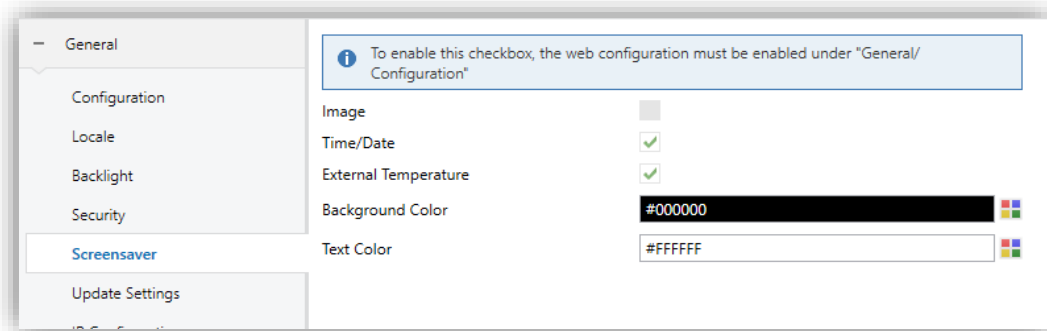 General
Configuration
Locale
Backlight
Security
Screensaver
Update Settings
To enable this checkbox, the web configuration must be enabled under "General/
Configuration"
Image
Time/Date
External Temperature
Background Color #000000
Text Color #FFFFFF